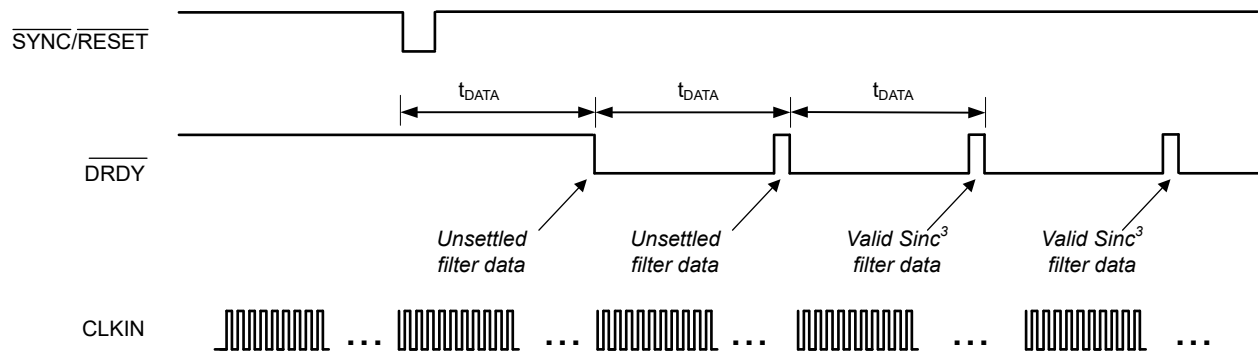 SYNC/RESET
tDATA tDATA tDATA
DRDY
Unsettled
filter data
Unsettled
filter data
Valid Sinc³
filter data
Valid Sinc³
filter data
CLKIN ... ... ... ... ...